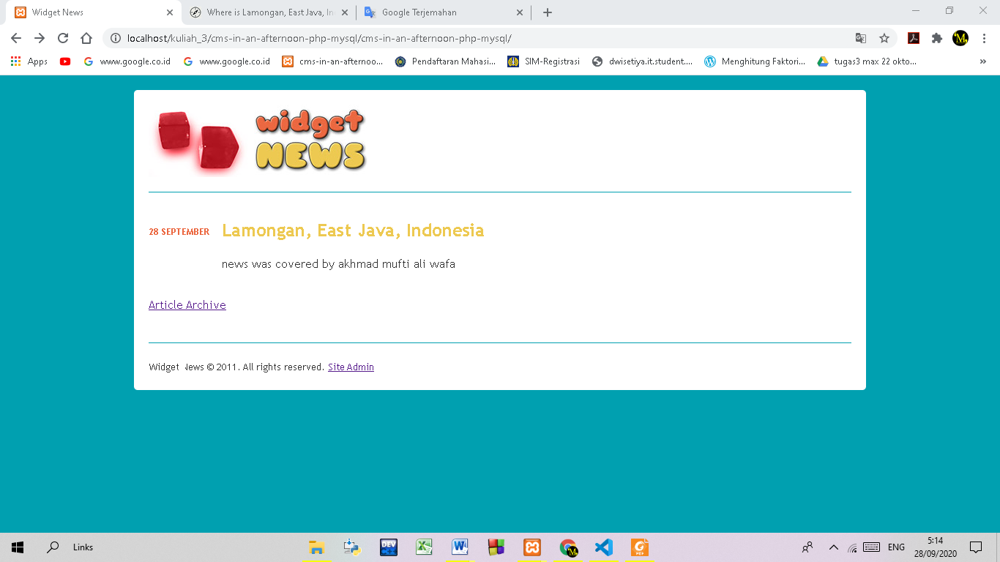 Widget News
Where is Lamongan, East Java, In
Google Terjemahan
localhost/kuliah_3/cms-in-an-afternoon-php-mysql/cms-in-an-afternoon-php-mysql/
Apps
www.google.co.id
www.google.co.id
cms-in-an-afternoo...
Pendaftaran Mahasi...
SIM-Registrasi
dwisetiya.it.student....
Menghitung Faktori...
tugas3 max 22 okto...
»
widget
NEWS
28 SEPTEMBER
Lamongan, East Java, Indonesia
news was covered by akhmad mufti ali wafa
Article Archive
Widget News © 2011. All rights reserved. Site Admin
Links
DEV
PDF
ENG
5:14
28/09/2020